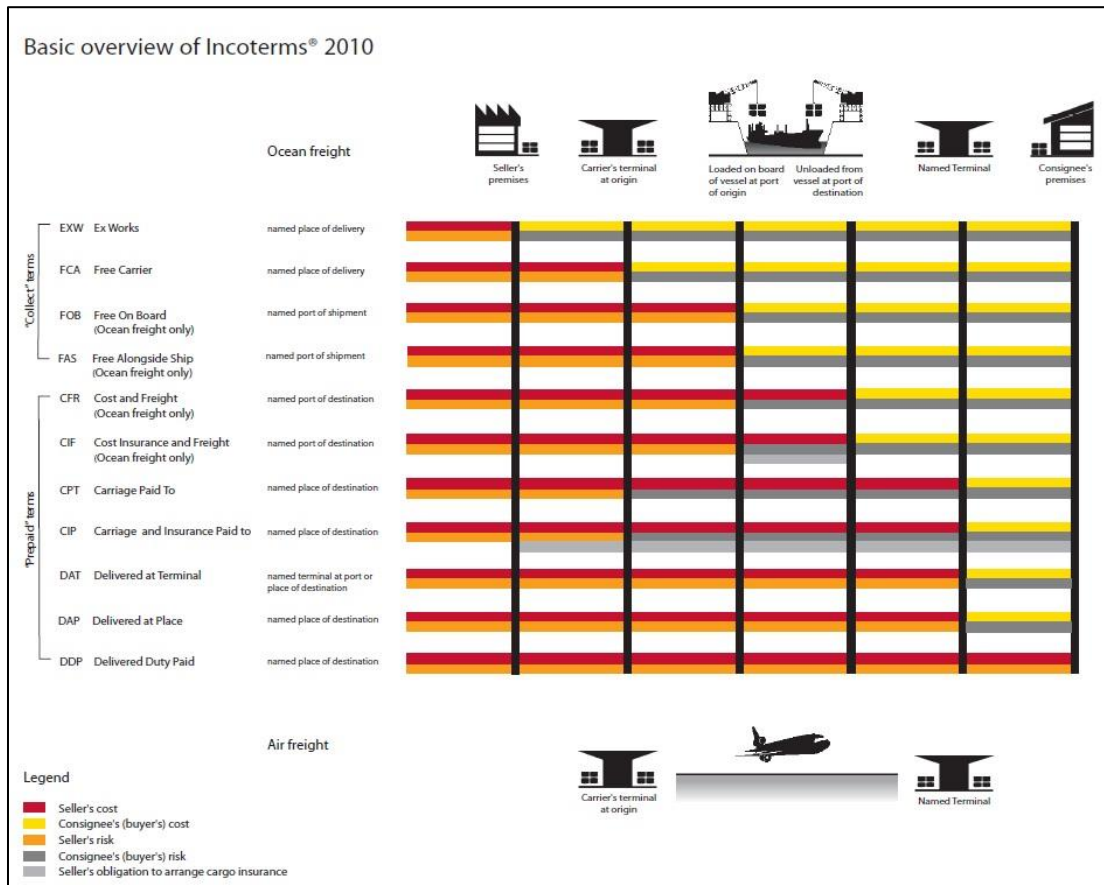 Basic overview of Incoterms® 2010
Ocean freight
Seller's
premises
Carrier's terminal
at origin
Loaded on board
of vessel at port
of origin
Unloaded from
vessel at port of
destination
Named Terminal
Consignee's
premises
"Collect" terms
EXW Ex Works named place of delivery
FCA Free Carrier named place of delivery
FOB Free On Board named port of shipment
(Ocean freight only)
FAS Free Alongside Ship named port of shipment
(Ocean freight only)
"Prepaid" terms
CFR Cost and Freight named port of destination
(Ocean freight only)
CIF Cost Insurance and Freight named port of destination
(Ocean freight only)
CPT Carriage Paid To named place of destination
CIP Carriage and Insurance Paid to named place of destination
DAT Delivered at Terminal named terminal at port or
place of destination
DAP Delivered at Place named place of destination
DDP Delivered Duty Paid named place of destination
Air freight
Carrier's terminal
at origin
Named Terminal
Legend
Seller's cost
Consignee's (buyer's) cost
Seller's risk
Consignee's (buyer's) risk
Seller's obligation to arrange cargo insurance